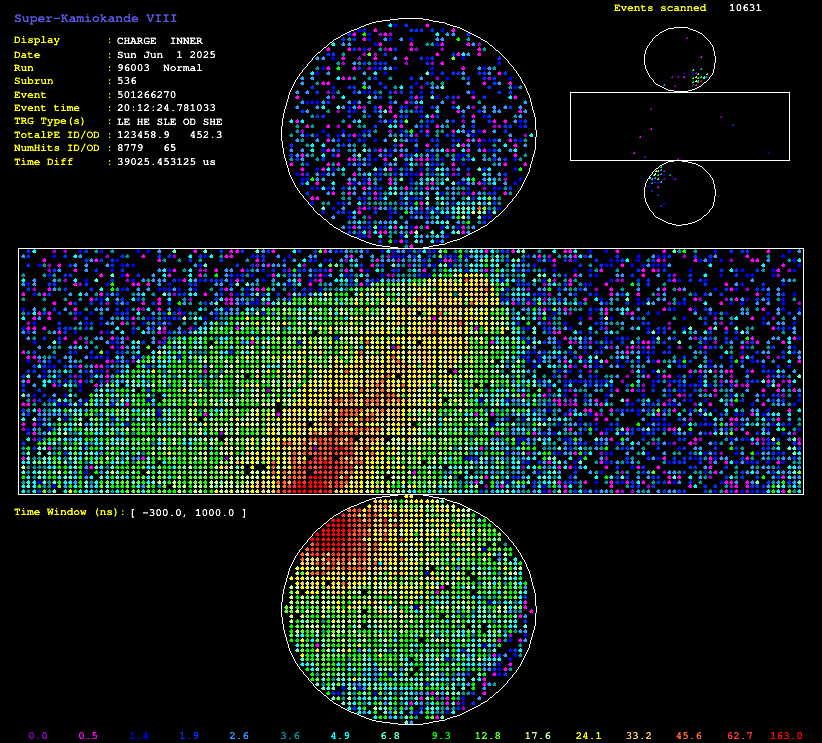 Super-Kamiokande VIII
Events scanned 10631
Display : CHARGE INNER
Date : Sun Jun 1 2025
Run : 96003 Normal
Subrun : 536
Event : 501266270
Event time : 20:12:24.781033
TRG Type(s) : LE HE SLE OD SHE
TotalPE ID/OD : 123458.9 452.3
NumHits ID/OD : 8779 65
Time Diff : 39025.453125 us
Time Window (ns): [ -300.0, 1000.0 ]
0.0 0.5 1.4 1.9 2.6 3.6 4.9 6.8 9.3 12.8 17.6 24.1 33.2 45.6 62.7 163.0